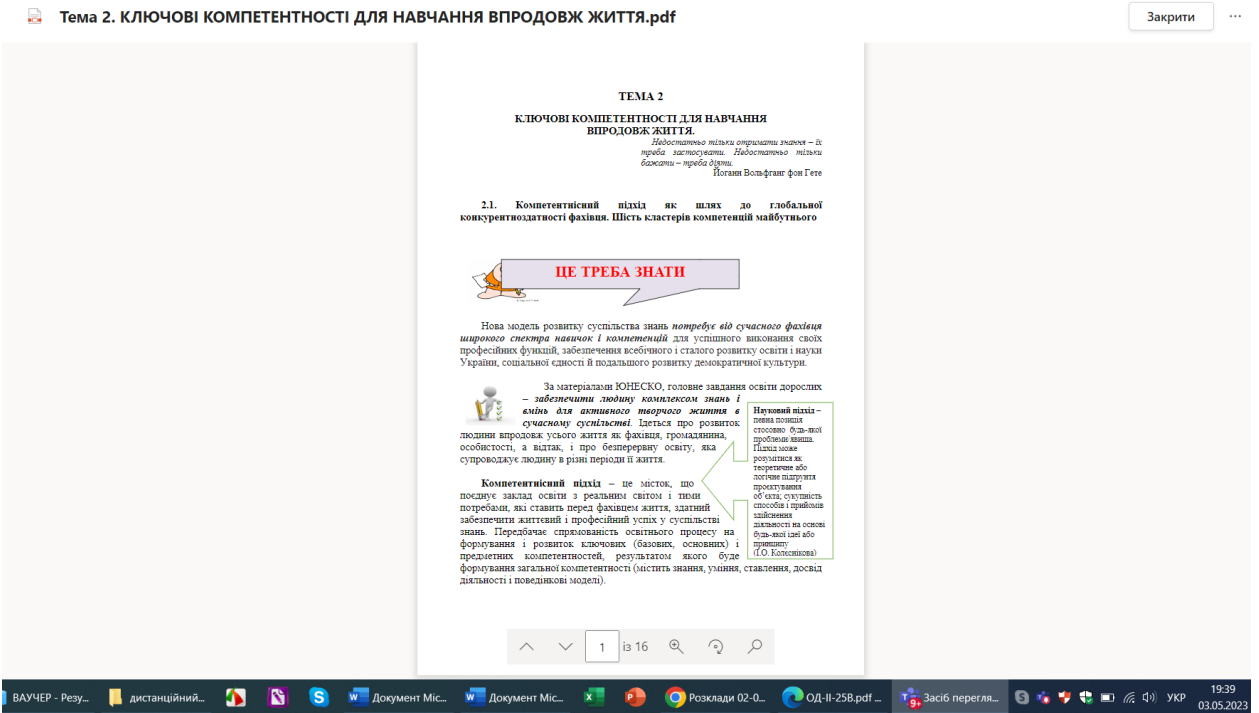 Тема 2. КЛЮЧОВІ КОМПЕТЕНТНОСТІ ДЛЯ НАВЧАННЯ ВПРОДОВЖ ЖИТТЯ.pdf
Закрити
ТЕМА 2
КЛЮЧОВІ КОМПЕТЕНТНОСТІ ДЛЯ НАВЧАННЯ
ВПРОДОВЖ ЖИТТЯ.
Недостатньо тільки отримати знання – їх
треба застосувати. Недостатньо тільки
бажати – треба діяти.
Йоганн Вольфганг фон Гете
2.1. Компетентнісний підхід як шлях до глобальної
конкурентноздатності фахівця. Шість кластерів компетенцій майбутнього
ЦЕ ТРЕБА ЗНАТИ
Нова модель розвитку суспільства знань потребує від сучасного фахівця
широкого спектра навичок і компетенцій для успішного виконання своїх
професійних функцій, забезпечення всебічного і сталого розвитку освіти і науки
України, соціальної єдності й подальшого розвитку демократичної культури.
За матеріалами ЮНЕСКО, головне завдання освіти дорослих
– забезпечити людину комплексом знань і
вмінь для активного творчого життя в
сучасному суспільстві. Ідеться про розвиток
людини впродовж усього життя як фахівця, громадянина,
особистості, а відтак, і про безперервну освіту, яка
супроводжує людину в різні періоди її життя.
Компетентнісний підхід – це місток, що
поєднує заклад освіти з реальним світом і тими
потребами, які ставить перед фахівцем життя, здатний
забезпечити життєвий і професійний успіх у суспільстві
знань. Передбачає спрямованість освітнього процесу на
формування і розвиток ключових (базових, основних) і
предметних компетентностей, результатом якого буде
формування загальної компетентності (містить знання, уміння, ставлення, досвід
діяльності і поведінкові моделі).
Науковий підхід –
певна позиція
стосовно будь-якої
проблеми явища.
Підхід може
розумітися як
теоретичне або
логічне підґрунтя
проєктування
об'єкта; сукупність
способів і прийомів
здійснення
діяльності на основі
будь-якої ідеї або
принципу
(І.О. Колеснікова)
1 із 16
ВАУЧЕР - Резу...
дистанційний...
Документ Міс...
Документ Міс...
Розклади 02-0...
ОД-ІІ-25В.pdf ...
9+
Засіб перегля...
УКР
19:39
03.05.2023